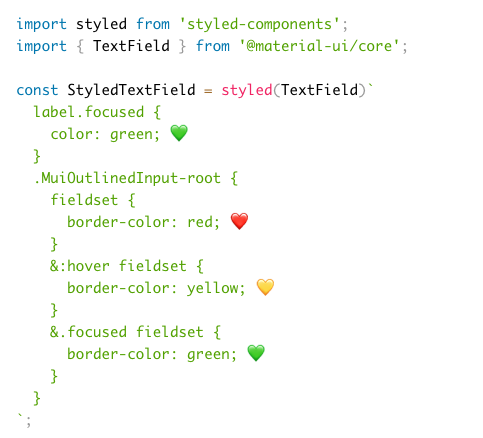 import styled from 'styled-components';
import { TextField } from '@material-ui/core';

const StyledTextField = styled(TextField)`
  label.focused {
    color: green; 💚
  }
  .MuiOutlinedInput-root {
    fieldset {
      border-color: red; ❤️
    }
    &:hover fieldset {
      border-color: yellow; 💛
    }
    &.focused fieldset {
      border-color: green; 💚
    }
  }
`;